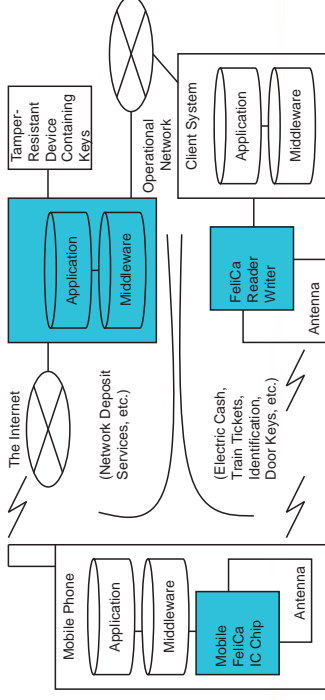 Mobile Phone
Application
Middleware
Mobile
FeliCa
IC Chip
Antenna
The Internet
(Network Deposit
Services, etc.)
(Electric Cash,
Train Tickets,
Identification,
Door Keys, etc.)
Application
Middleware
Tamper-
Resistant
Device
Containing
Keys
Operational
Network
Client System
Application
Middleware
FeliCa
Reader
Writer
Antenna